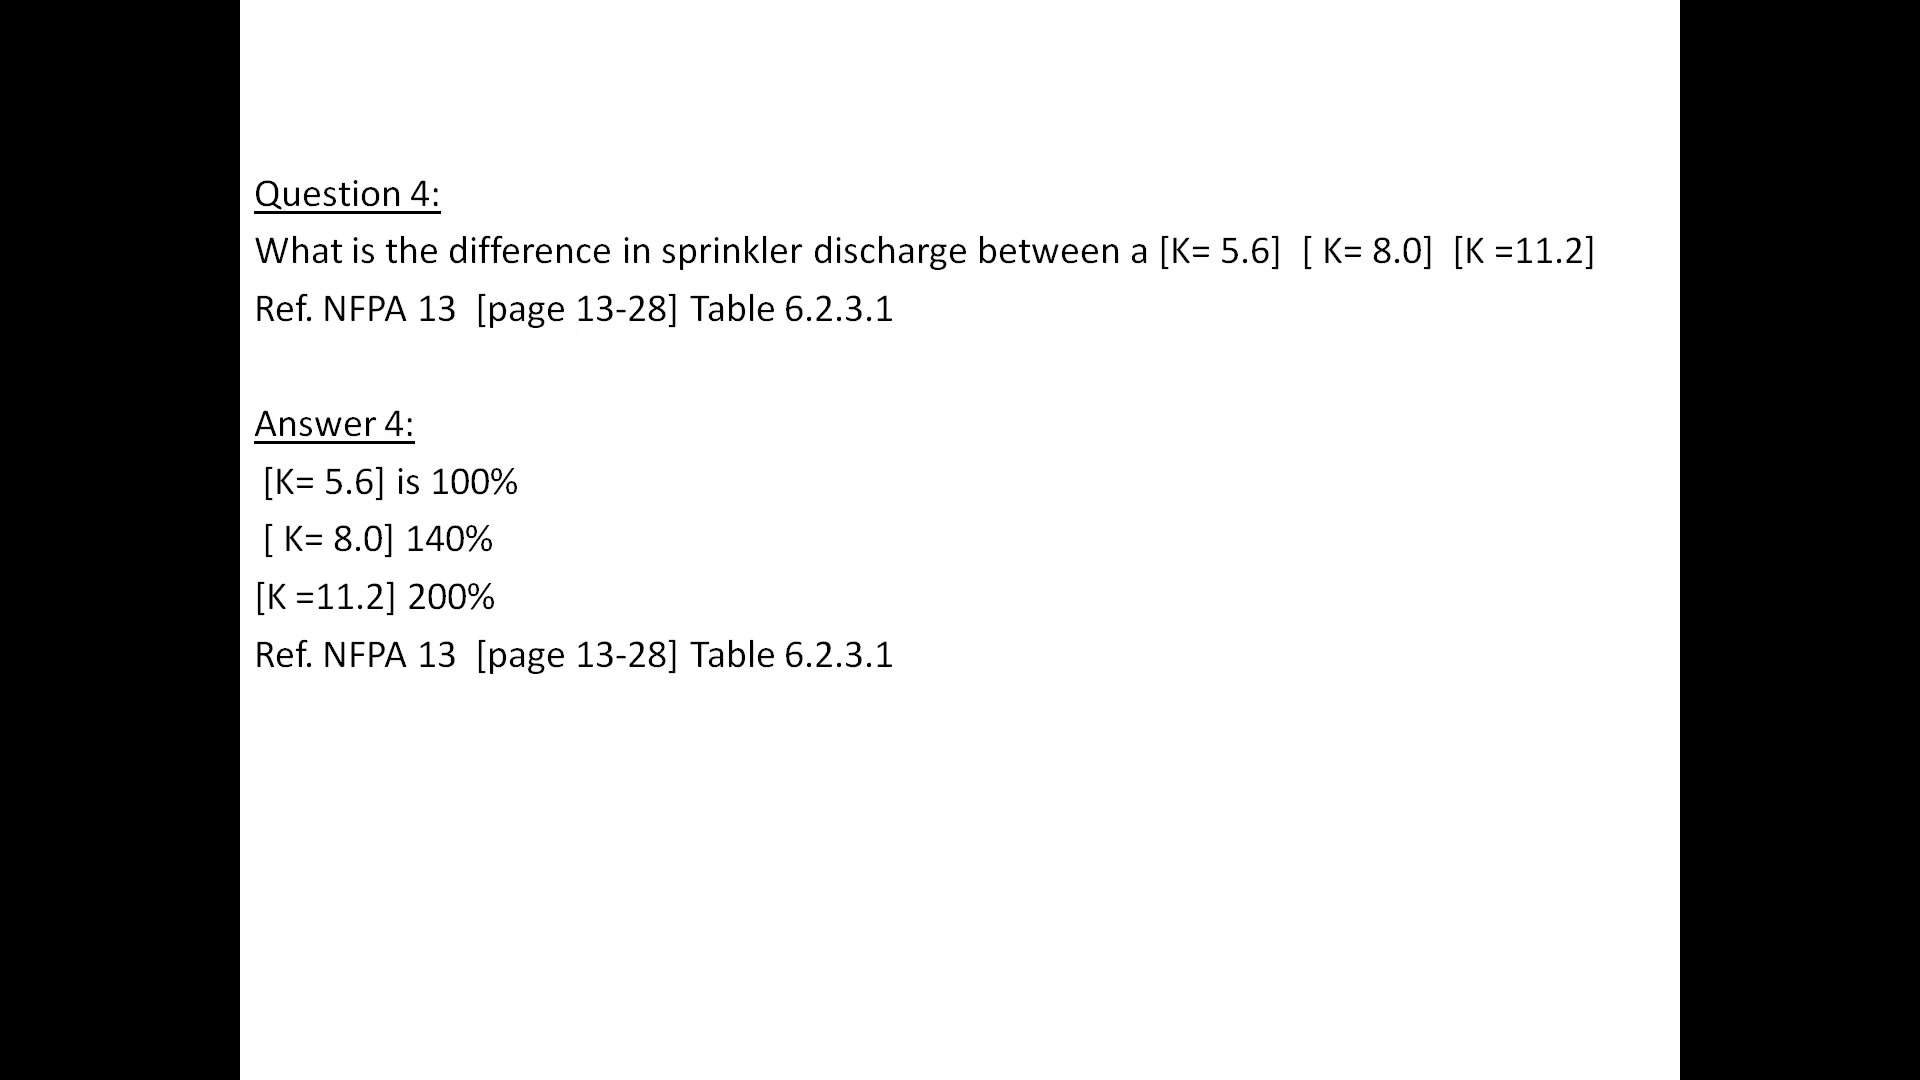 Question 4:
What is the difference in sprinkler discharge between a [K= 5.6]  [ K= 8.0]  [K =11.2]
Ref. NFPA 13  [page 13-28] Table 6.2.3.1
Answer 4:
[K= 5.6] is 100%
[ K= 8.0] 140%
[K =11.2] 200%
Ref. NFPA 13  [page 13-28] Table 6.2.3.1